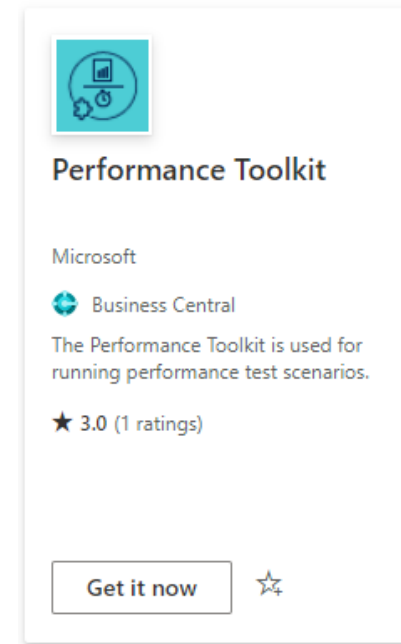 Performance Toolkit
Microsoft
Business Central
The Performance Toolkit is used for
running performance test scenarios.
★ 3.0 (1 ratings)
Get it now